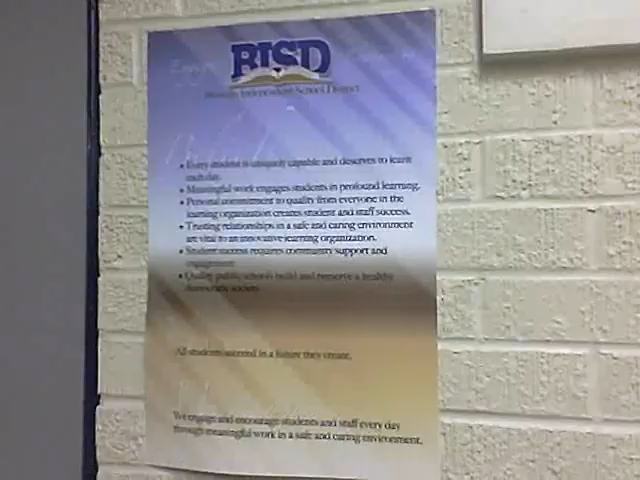 RISD
Independent School District
• Every student is uniquely capable and deserves to learn
each day.
• Meaningful work engages students in profound learning.
• Personal commitment to quality from everyone in the
learning organization creates student and staff success.
• Trusting relationships in a safe and caring environment
are vital to an innovative learning organization.
• Student success requires community support and
engagement.
• Quality public schools build and preserve a healthy
democratic society.
All students succeed in a future they create.
We engage and encourage students and staff every day
through meaningful work in a safe and caring environment.